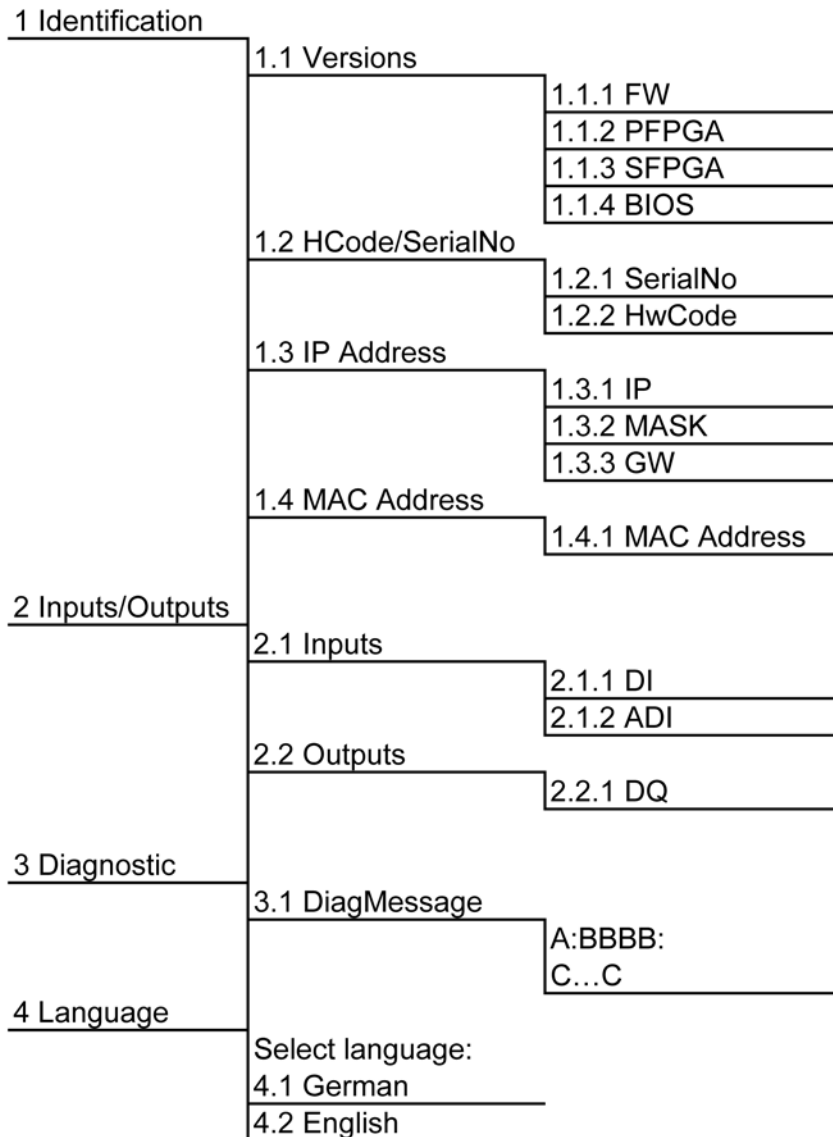 1 Identification
1.1 Versions
1.1.1 FW
1.1.2 PFPGA
1.1.3 SFPGA
1.1.4 BIOS
1.2 HCode/SerialNo
1.2.1 SerialNo
1.2.2 HwCode
1.3 IP Address
1.3.1 IP
1.3.2 MASK
1.3.3 GW
1.4 MAC Address
1.4.1 MAC Address
2 Inputs/Outputs
2.1 Inputs
2.1.1 DI
2.1.2 ADI
2.2 Outputs
2.2.1 DQ
3 Diagnostic
3.1 DiagMessage
A:BBBB:
C…C
4 Language
Select language:
4.1 German
4.2 English